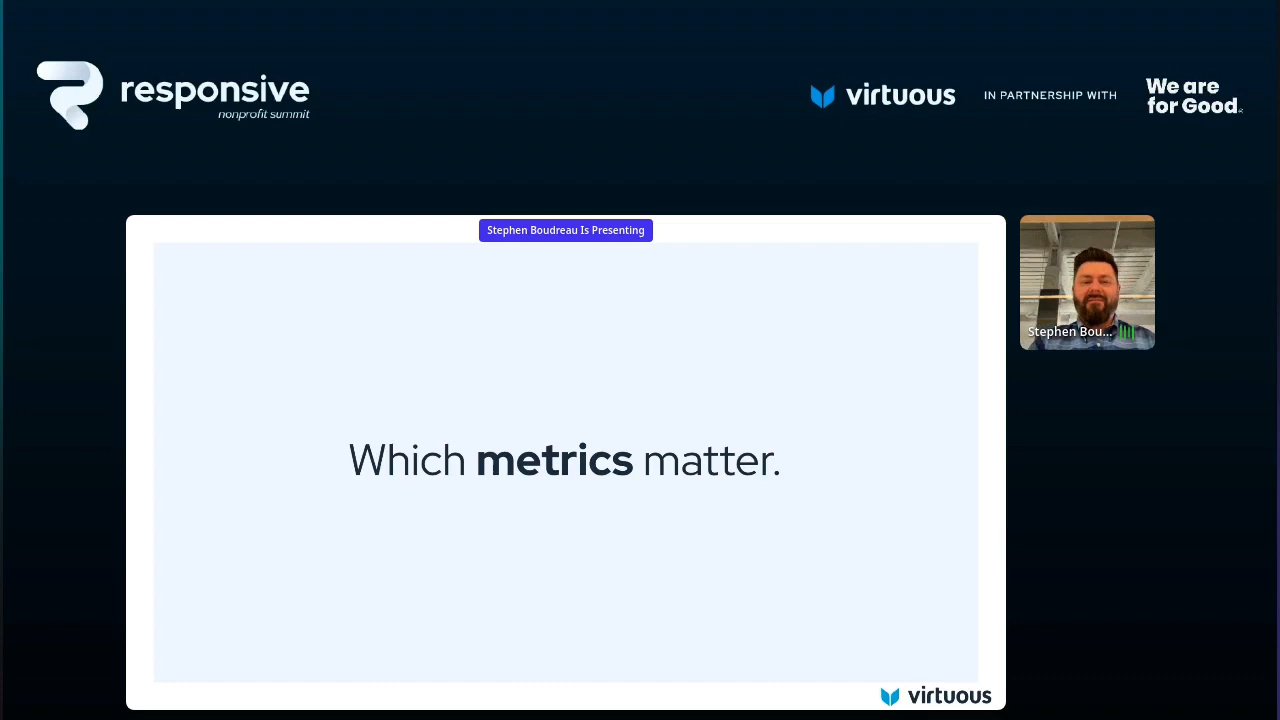 responsive
nonprofit summit
virtuous
IN PARTNERSHIP WITH
We are
for Good.
Stephen Boudreau Is Presenting
Stephen Bou...
Which metrics matter.
virtuous